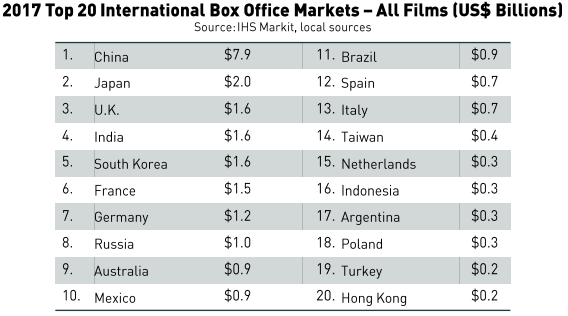 2017 Top 20 International Box Office Markets – All Films (US$ Billions)
Source: IHS Markit, local sources
1. China $7.9 11. Brazil $0.9
2. Japan $2.0 12. Spain $0.7
3. U.K. $1.6 13. Italy $0.7
4. India $1.6 14. Taiwan $0.4
5. South Korea $1.6 15. Netherlands $0.3
6. France $1.5 16. Indonesia $0.3
7. Germany $1.2 17. Argentina $0.3
8. Russia $1.0 18. Poland $0.3
9. Australia $0.9 19. Turkey $0.2
10. Mexico $0.9 20. Hong Kong $0.2